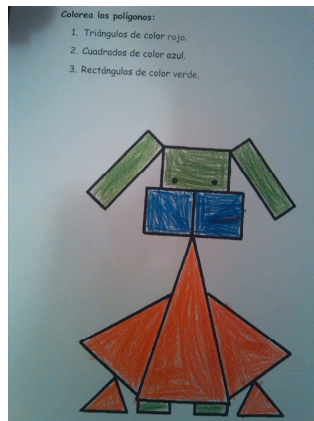 Colorea los polígonos:
1. Triángulos de color rojo.
2. Cuadrados de color azul.
3. Rectángulos de color verde.